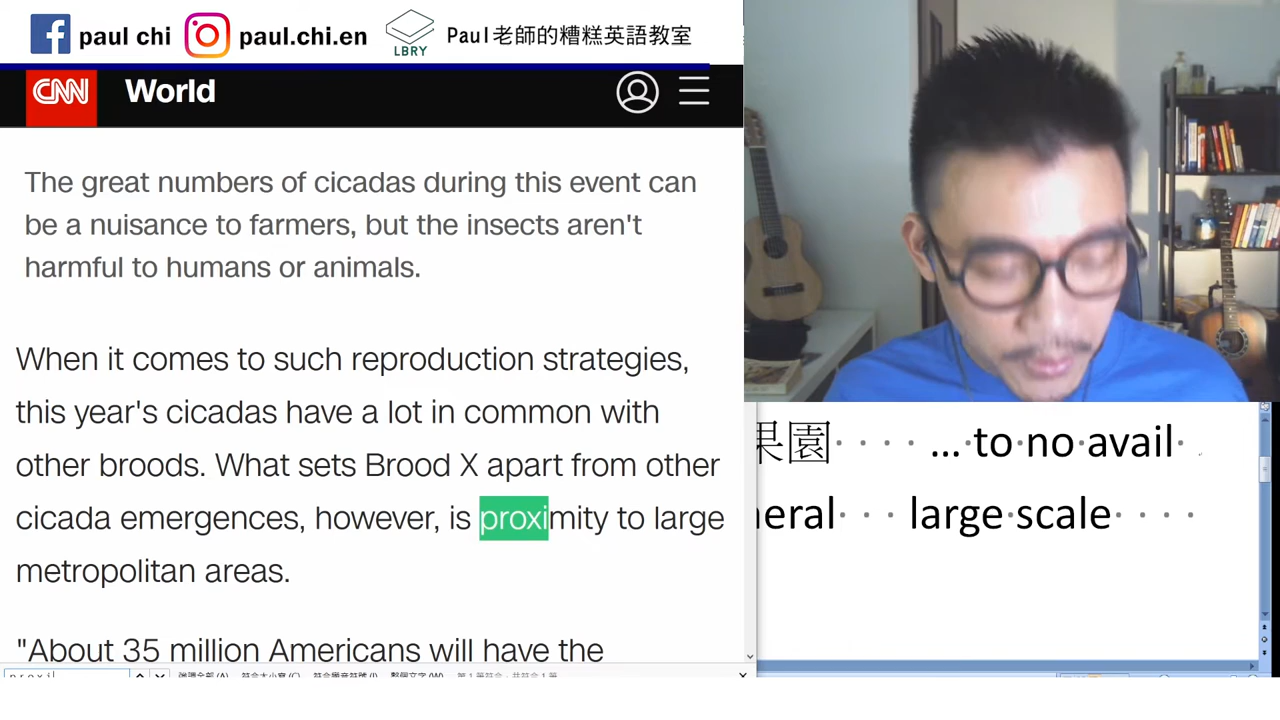 paul chi
paul.chi.en
LBRY
Paul老師的糟糕英語教室
CNN
World
The great numbers of cicadas during this event can
be a nuisance to farmers, but the insects aren't
harmful to humans or animals.
When it comes to such reproduction strategies,
this year's cicadas have a lot in common with
other broods. What sets Brood X apart from other
cicada emergences, however, is proximity to large
metropolitan areas.
"About 35 million Americans will have the
proxi
果園 ... to no avail
neral large scale